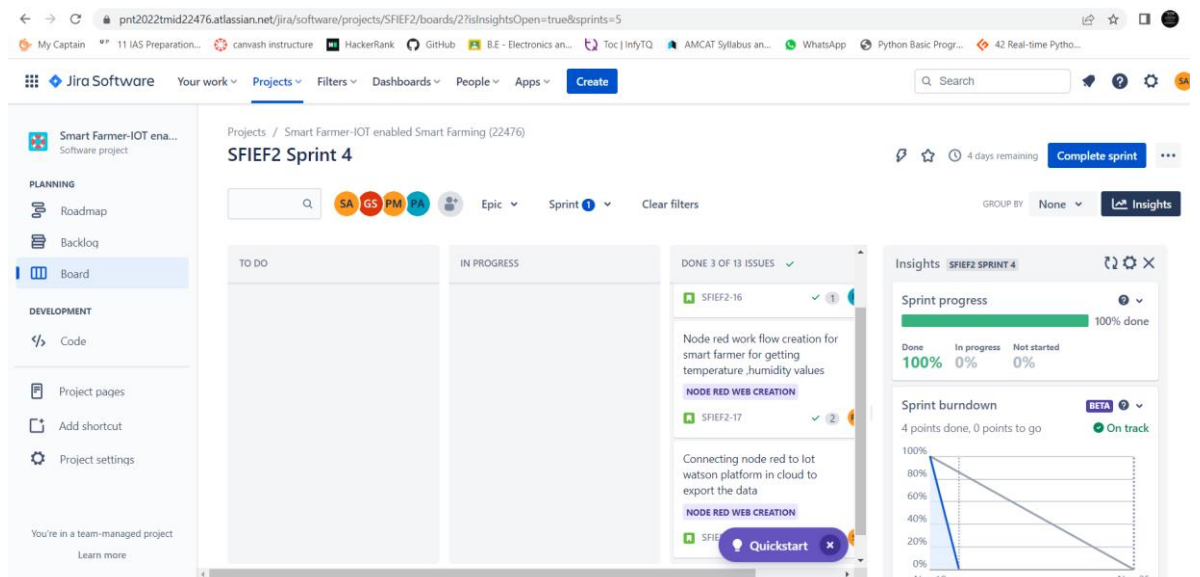 pnt2022tmid22476.atlassian.net/jira/software/projects/SFIEF2/boards/2?isInsightsOpen=true&sprints=5
My Captain 11 IAS Preparation... canvash instructure HackerRank GitHub B.E - Electronics an... Toc | InfyTQ AMCAT Syllabus an... WhatsApp Python Basic Progr... 42 Real-time Pytho...
Jira Software Your work Projects Filters Dashboards People Apps Create Search SA
Smart Farmer-IOT ena...
Software project
PLANNING
Roadmap
Backlog
Board
DEVELOPMENT
Code
Project pages
Add shortcut
Project settings
You're in a team-managed project
Learn more
Projects / Smart Farmer-IOT enabled Smart Farming (22476)
SFIEF2 Sprint 4
4 days remaining Complete sprint
SA GS PM PA Epic Sprint 1 Clear filters GROUP BY None Insights
TO DO
IN PROGRESS
DONE 3 OF 13 ISSUES
SFIEF2-16 1
Node red work flow creation for
smart farmer for getting
temperature ,humidity values
NODE RED WEB CREATION
SFIEF2-17 2
Connecting node red to Iot
watson platform in cloud to
export the data
NODE RED WEB CREATION
Quickstart
Insights SFIEF2 SPRINT 4
Sprint progress
100% done
Done In progress Not started
100% 0% 0%
Sprint burndown BETA
4 points done, 0 points to go On track
100%
80%
60%
40%
20%
0%